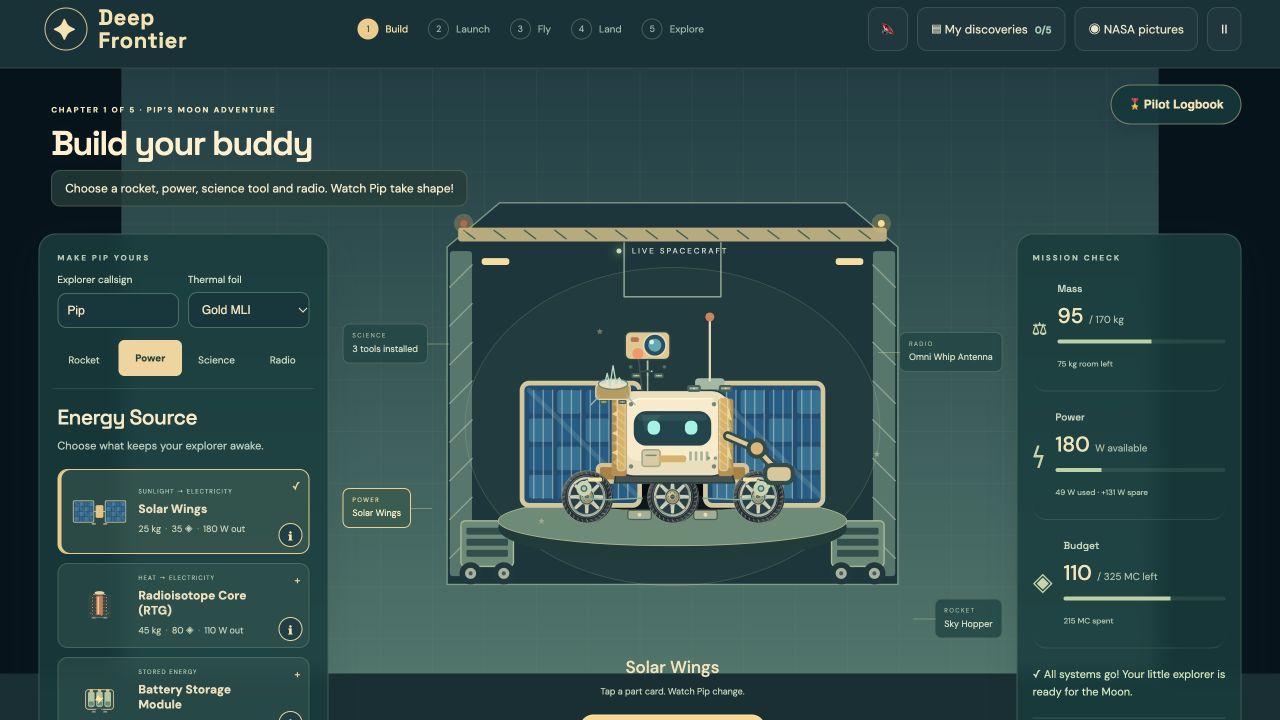 Deep
Frontier
1 Build
2 Launch
3 Fly
4 Land
5 Explore
My discoveries 0/5
NASA pictures
CHAPTER 1 OF 5 · PIP'S MOON ADVENTURE
Build your buddy
Choose a rocket, power, science tool and radio. Watch Pip take shape!
Pilot Logbook
MAKE PIP YOURS
Explorer callsign
Thermal foil
Pip
Gold MLI
Rocket
Power
Science
Radio
Energy Source
Choose what keeps your explorer awake.
SUNLIGHT → ELECTRICITY
Solar Wings
25 kg · 35 ◈ · 180 W out
HEAT → ELECTRICITY
Radioisotope Core
(RTG)
45 kg · 80 ◈ · 110 W out
STORED ENERGY
Battery Storage
Module
LIVE SPACECRAFT
SCIENCE
3 tools installed
RADIO
Omni Whip Antenna
POWER
Solar Wings
ROCKET
Sky Hopper
Solar Wings
Tap a part card. Watch Pip change.
MISSION CHECK
Mass
95 / 170 kg
75 kg room left
Power
180 W available
49 W used · +131 W spare
Budget
110 / 325 MC left
215 MC spent
✓ All systems go! Your little explorer is
ready for the Moon.